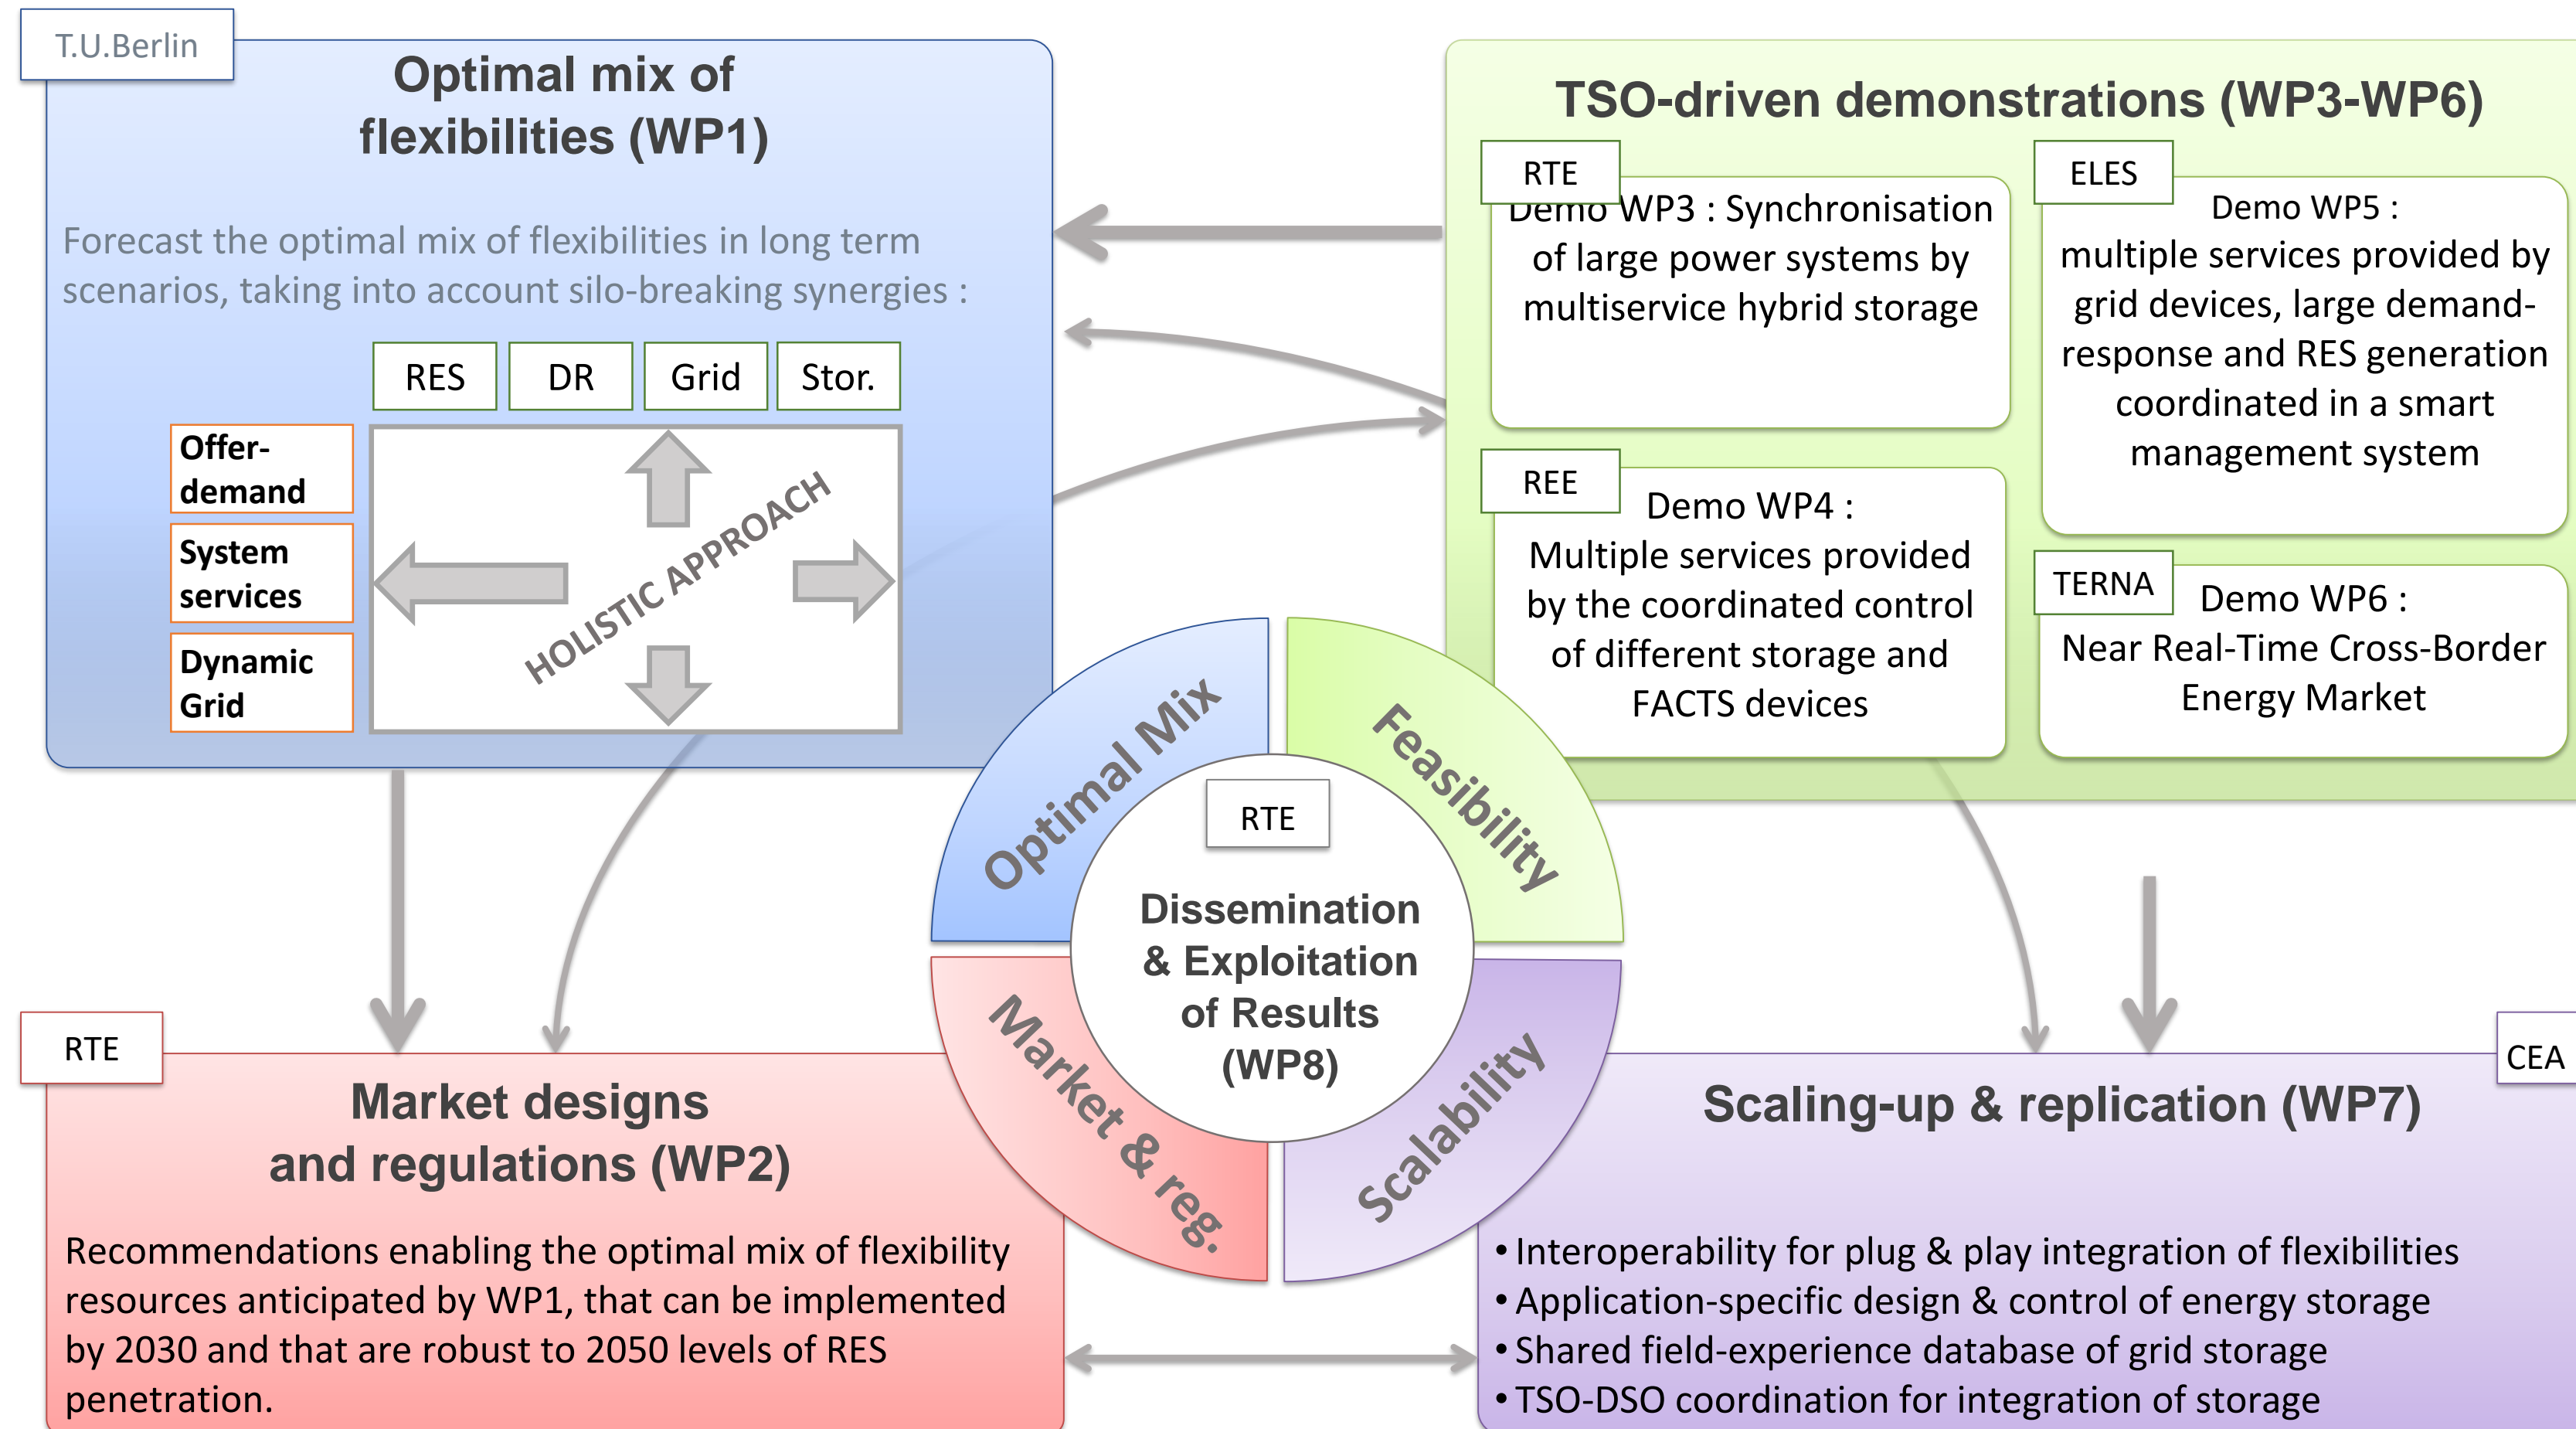 T.U.Berlin
Optimal mix of
flexibilities (WP1)
Forecast the optimal mix of flexibilities in long term
scenarios, taking into account silo-breaking synergies :
RES
DR
Grid
Stor.
Offer-
demand
System
services
Dynamic
Grid
HOLISTIC APPROACH
TSO-driven demonstrations (WP3-WP6)
RTE
Demo WP3 : Synchronisation
of large power systems by
multiservice hybrid storage
ELES
Demo WP5 :
multiple services provided by
grid devices, large demand-
response and RES generation
coordinated in a smart
management system
REE
Demo WP4 :
Multiple services provided
by the coordinated control
of different storage and
FACTS devices
TERNA
Demo WP6 :
Near Real-Time Cross-Border
Energy Market
Optimal Mix
Feasibility
Market & reg.
Scalability
RTE
Dissemination
& Exploitation
of Results
(WP8)
RTE
Market designs
and regulations (WP2)
Recommendations enabling the optimal mix of flexibility
resources anticipated by WP1, that can be implemented
by 2030 and that are robust to 2050 levels of RES
penetration.
CEA
Scaling-up & replication (WP7)
• Interoperability for plug & play integration of flexibilities
• Application-specific design & control of energy storage
• Shared field-experience database of grid storage
• TSO-DSO coordination for integration of storage